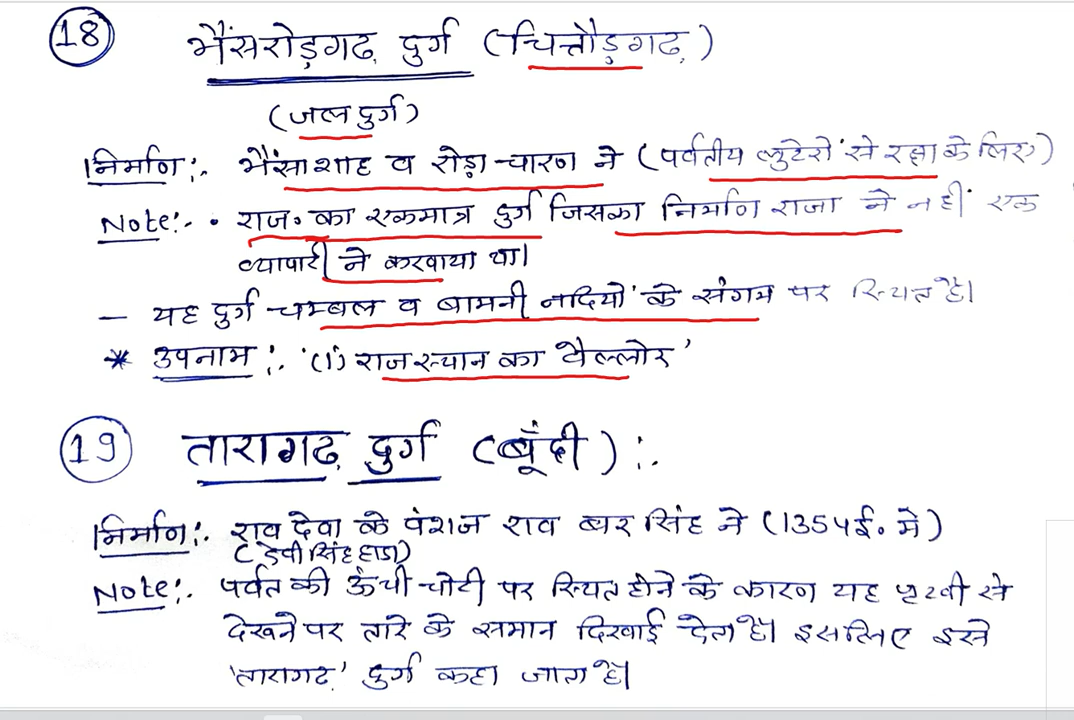 (18) भैंसरोड़गढ़ दुर्ग (चित्तौड़गढ़)
(जल दुर्ग)
निर्माण:- भैंसाशाह व रोड़ा चारण ने (पर्वतीय लुटेरों से रक्षा के लिए)
Note:- • राज॰ का एकमात्र दुर्ग जिसका निर्माण राजा ने नहीं एक
व्यापारी ने करवाया था।
— यह दुर्ग चम्बल व बामनी नदियों के संगम पर स्थित है।
* उपनाम:- '(1) राजस्थान का वैल्लोर'
(19) तारागढ़ दुर्ग (बूँदी):-
निर्माण:- राव देवा के वंशज राव बर सिंह ने (1354 ई॰ में)
(देवी सिंह हाडा)
Note:- पर्वत की ऊँची चोटी पर स्थित होने के कारण यह पृथ्वी से
देखने पर तारे के समान दिखाई देता है। इसलिए इसे
'तारागढ़' दुर्ग कहा जाता है।